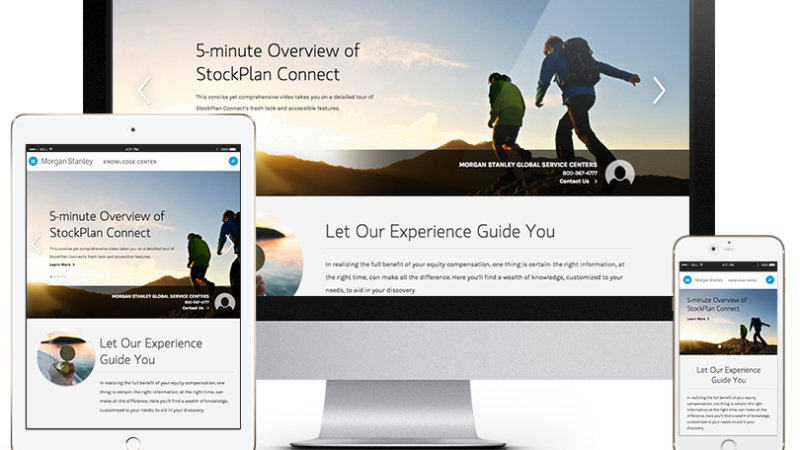 5-minute Overview of
StockPlan Connect
This concise yet comprehensive video takes you on a detailed tour of
StockPlan Connect's fresh look and accessible features.
MORGAN STANLEY GLOBAL SERVICE CENTERS
800-367-4777
Contact Us >
Let Our Experience Guide You
In realizing the full benefit of your equity compensation, one thing is certain: the right information, at
the right time, can make all the difference. Here you'll find a wealth of knowledge, customized to your
needs, to aid in your discovery.
4:21 PM
100%
Morgan Stanley | KNOWLEDGE CENTER
5-minute Overview of
StockPlan Connect
This concise yet comprehensive video takes you on a detailed tour of
StockPlan Connect's fresh look and accessible features.
Learn More >
MORGAN STANLEY GLOBAL SERVICE CENTERS
800-367-4777
Contact Us >
Let Our Experience
Guide You
In realizing the full benefit of your equity compensation, one
thing is certain: the right information, at the right time, can
make all the difference. Here you'll find a wealth of knowledge,
customized to your needs, to aid in your discovery.
4:21 PM
Morgan Stanley | KNOWLEDGE CENTER
5-minute Overview of
StockPlan Connect
Learn More >
Let Our Experience
Guide You
In realizing the full benefit of your equity
compensation, one thing is certain: the right
information, at the right time, can make all the
difference. Here you'll find a wealth of
knowledge, customized to your needs, to aid in
your discovery.